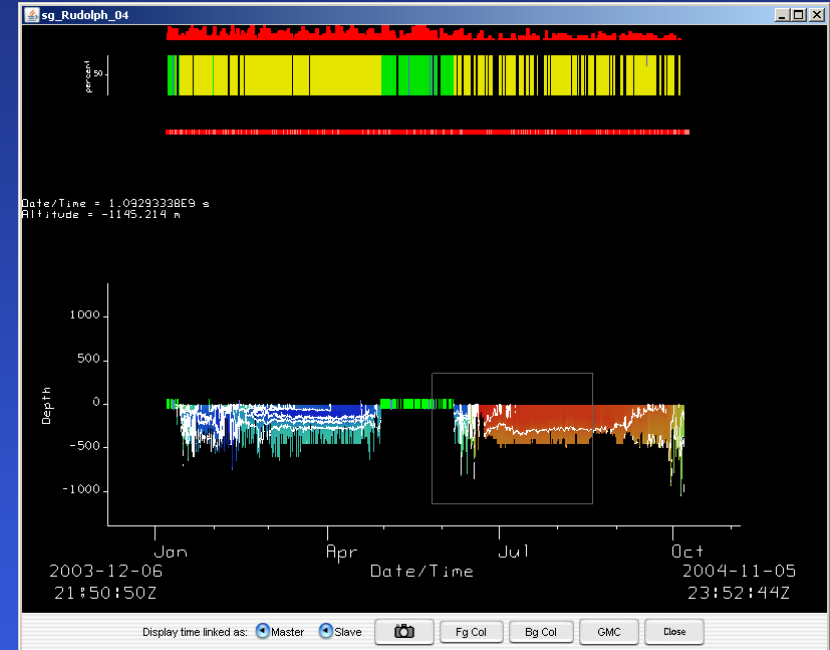 sg_Rudolph_04
percent
50
Date/Time = 1.09293338E9 s
Altitude = -1145.214 m
1000
500
0
-500
-1000
Depth
Jan Apr Jul Oct
2003-12-06 Date/Time 2004-11-05
21:50:50Z 23:52:44Z
Display time linked as: Master Slave Fg Col Bg Col GMC Close